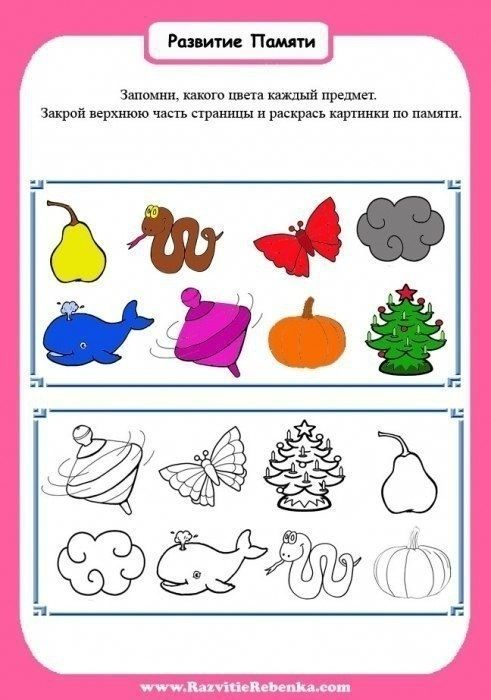 Развитие Памяти
Запомни, какого цвета каждый предмет.
Закрой верхнюю часть страницы и раскрась картинки по памяти.
www.RazvitieRebenka.com